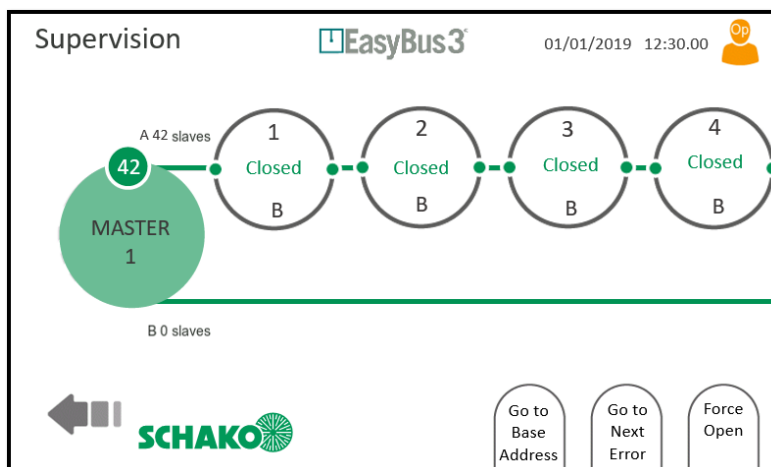 Supervision
EasyBus3
01/01/2019 12:30.00
Op
A 42 slaves
42
MASTER
1
1
Closed
B
2
Closed
B
3
Closed
B
4
Closed
B
B 0 slaves
SCHAKO
Go to
Base
Address
Go to
Next
Error
Force
Open